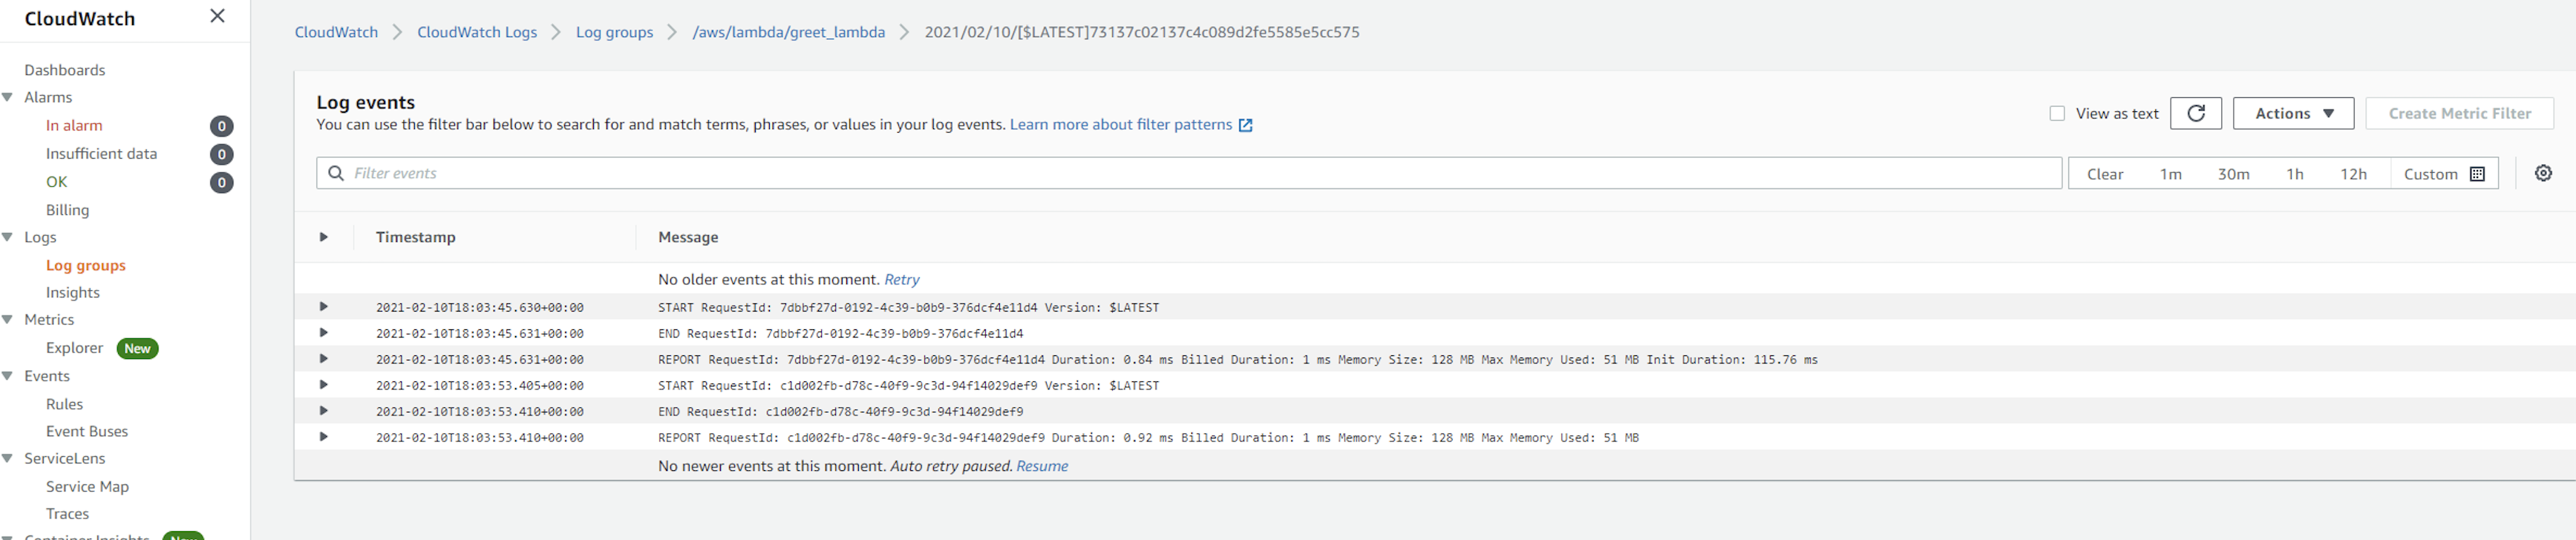 CloudWatch
Dashboards
Alarms
In alarm 0
Insufficient data 0
OK 0
Billing
Logs
Log groups
Insights
Metrics
Explorer New
Events
Rules
Event Buses
ServiceLens
Service Map
Traces
Container Insights New
CloudWatch CloudWatch Logs Log groups /aws/lambda/greet_lambda 2021/02/10/[$LATEST]73137c02137c4c089d2fe5585e5cc575
Log events
You can use the filter bar below to search for and match terms, phrases, or values in your log events. Learn more about filter patterns
View as text Actions Create Metric Filter
Filter events Clear 1m 30m 1h 12h Custom
Timestamp Message
No older events at this moment. Retry
2021-02-10T18:03:45.630+00:00 START RequestId: 7dbbf27d-0192-4c39-b0b9-376dcf4e11d4 Version: $LATEST
2021-02-10T18:03:45.631+00:00 END RequestId: 7dbbf27d-0192-4c39-b0b9-376dcf4e11d4
2021-02-10T18:03:45.631+00:00 REPORT RequestId: 7dbbf27d-0192-4c39-b0b9-376dcf4e11d4 Duration: 0.84 ms Billed Duration: 1 ms Memory Size: 128 MB Max Memory Used: 51 MB Init Duration: 115.76 ms
2021-02-10T18:03:53.405+00:00 START RequestId: c1d002fb-d78c-40f9-9c3d-94f14029def9 Version: $LATEST
2021-02-10T18:03:53.410+00:00 END RequestId: c1d002fb-d78c-40f9-9c3d-94f14029def9
2021-02-10T18:03:53.410+00:00 REPORT RequestId: c1d002fb-d78c-40f9-9c3d-94f14029def9 Duration: 0.92 ms Billed Duration: 1 ms Memory Size: 128 MB Max Memory Used: 51 MB
No newer events at this moment. Auto retry paused. Resume